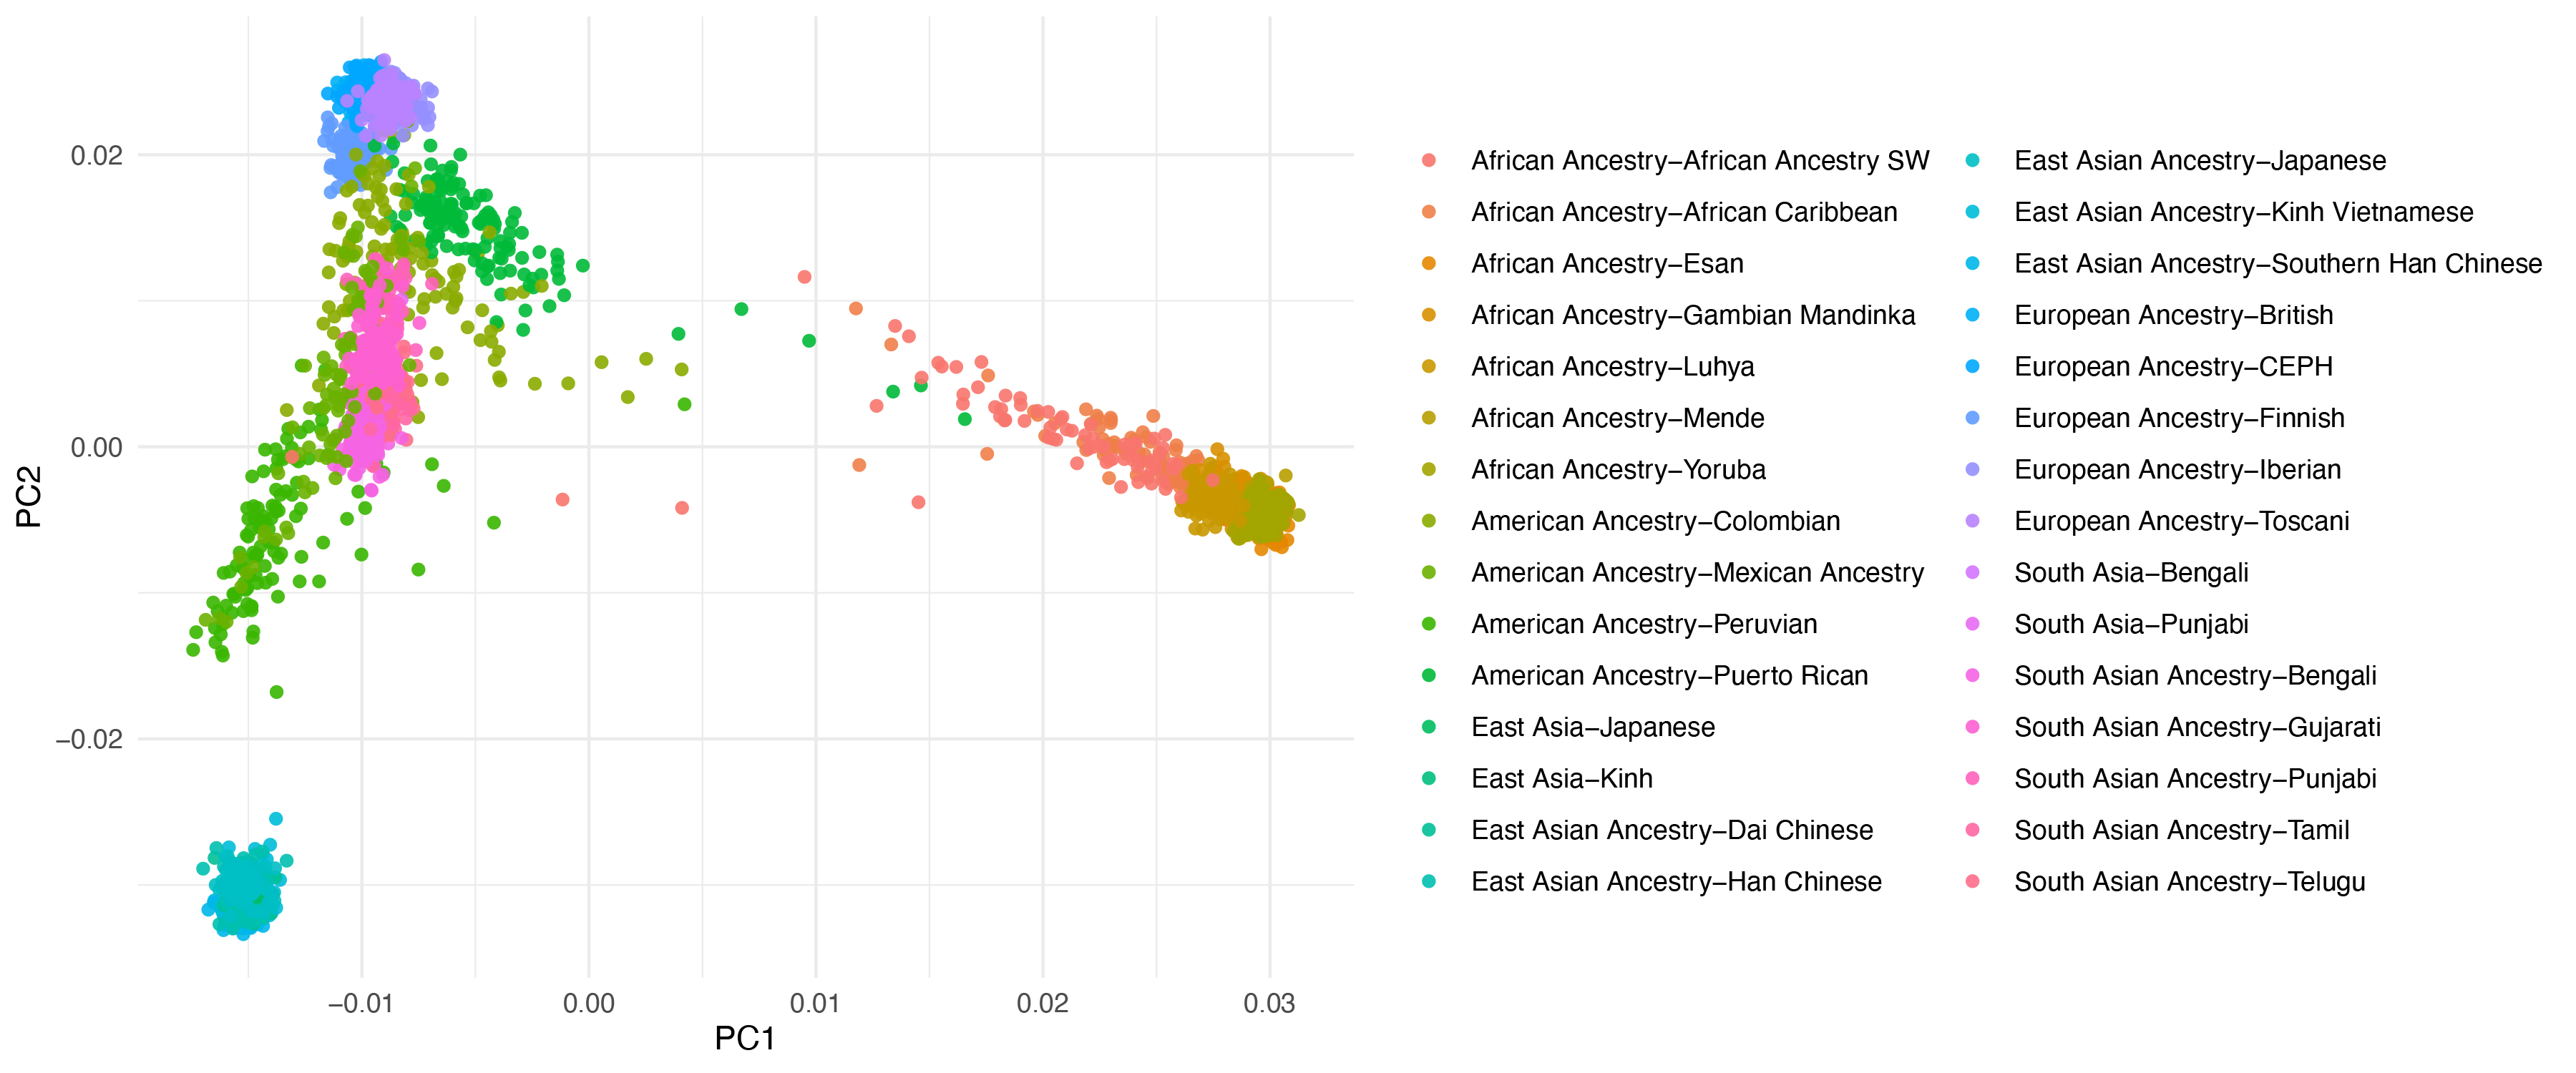 PC2
0.02
0.00
−0.02
−0.01
0.00
0.01
0.02
0.03
PC1
African Ancestry−African Ancestry SW
African Ancestry−African Caribbean
African Ancestry−Esan
African Ancestry−Gambian Mandinka
African Ancestry−Luhya
African Ancestry−Mende
African Ancestry−Yoruba
American Ancestry−Colombian
American Ancestry−Mexican Ancestry
American Ancestry−Peruvian
American Ancestry−Puerto Rican
East Asia−Japanese
East Asia−Kinh
East Asian Ancestry−Dai Chinese
East Asian Ancestry−Han Chinese
East Asian Ancestry−Japanese
East Asian Ancestry−Kinh Vietnamese
East Asian Ancestry−Southern Han Chinese
European Ancestry−British
European Ancestry−CEPH
European Ancestry−Finnish
European Ancestry−Iberian
European Ancestry−Toscani
South Asia−Bengali
South Asia−Punjabi
South Asian Ancestry−Bengali
South Asian Ancestry−Gujarati
South Asian Ancestry−Punjabi
South Asian Ancestry−Tamil
South Asian Ancestry−Telugu